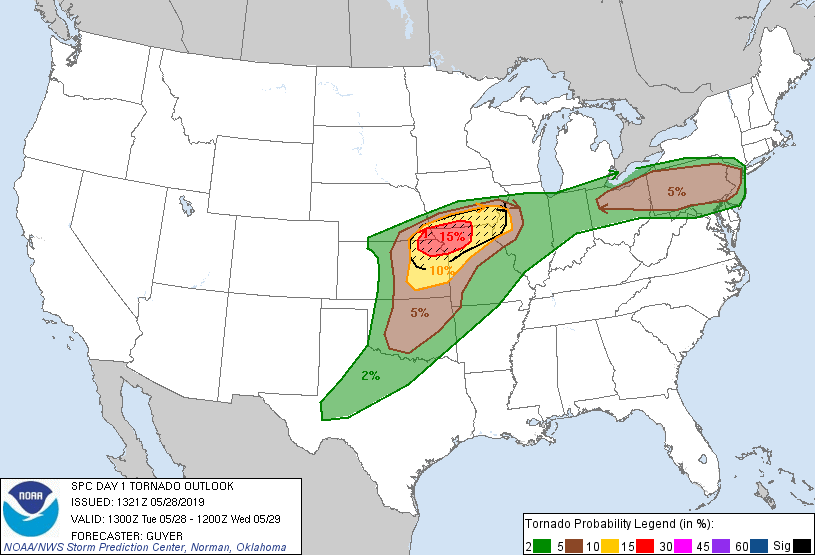 15%
10%
5%
5%
2%
NOAA
SPC DAY 1 TORNADO OUTLOOK
ISSUED: 1321Z 05/28/2019
VALID: 1300Z Tue 05/28 - 1200Z Wed 05/29
FORECASTER: GUYER
NOAA/NWS Storm Prediction Center, Norman, Oklahoma
Tornado Probability Legend (in %):
2 5 10 15 30 45 60 Sig